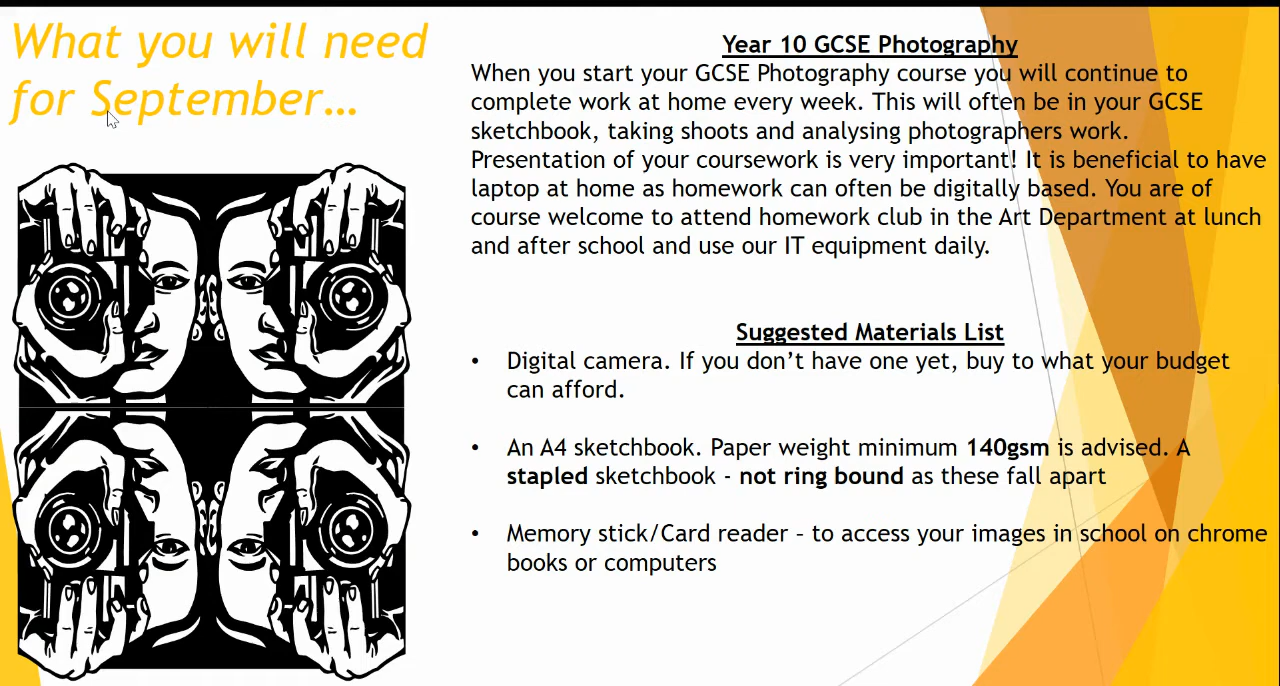 What you will need
for September…
Year 10 GCSE Photography
When you start your GCSE Photography course you will continue to
complete work at home every week. This will often be in your GCSE
sketchbook, taking shoots and analysing photographers work.
Presentation of your coursework is very important! It is beneficial to have
laptop at home as homework can often be digitally based. You are of
course welcome to attend homework club in the Art Department at lunch
and after school and use our IT equipment daily.
Suggested Materials List
• Digital camera. If you don’t have one yet, buy to what your budget
can afford.
• An A4 sketchbook. Paper weight minimum 140gsm is advised. A
stapled sketchbook - not ring bound as these fall apart
• Memory stick/Card reader – to access your images in school on chrome
books or computers